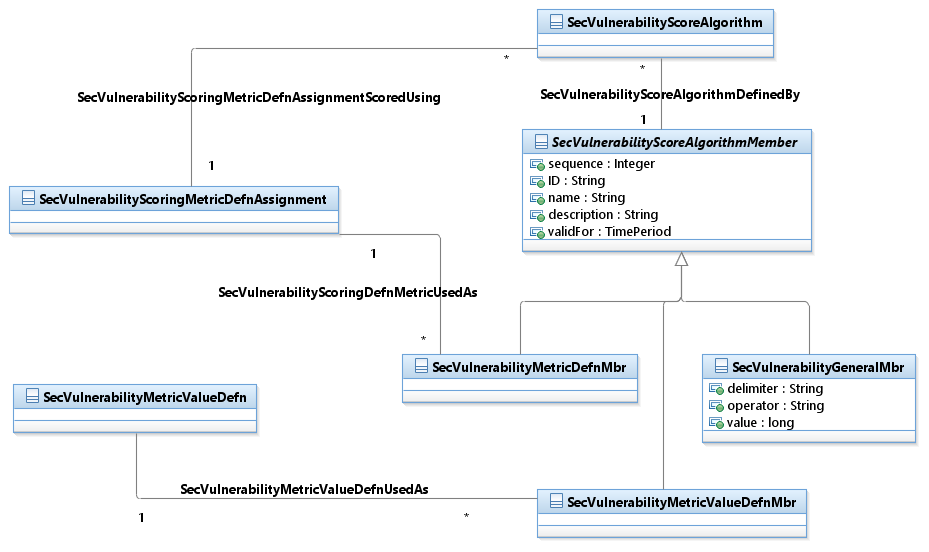 SecVulnerabilityScoreAlgorithm
*
*
SecVulnerabilityScoringMetricDefnAssignmentScoredUsing
SecVulnerabilityScoreAlgorithmDefinedBy
1
SecVulnerabilityScoreAlgorithmMember
sequence : Integer
ID : String
name : String
description : String
validFor : TimePeriod
1
SecVulnerabilityScoringMetricDefnAssignment
1
SecVulnerabilityScoringDefnMetricUsedAs
*
SecVulnerabilityMetricDefnMbr
SecVulnerabilityGeneralMbr
delimiter : String
operator : String
value : long
SecVulnerabilityMetricValueDefn
SecVulnerabilityMetricValueDefnUsedAs
1
*
SecVulnerabilityMetricValueDefnMbr